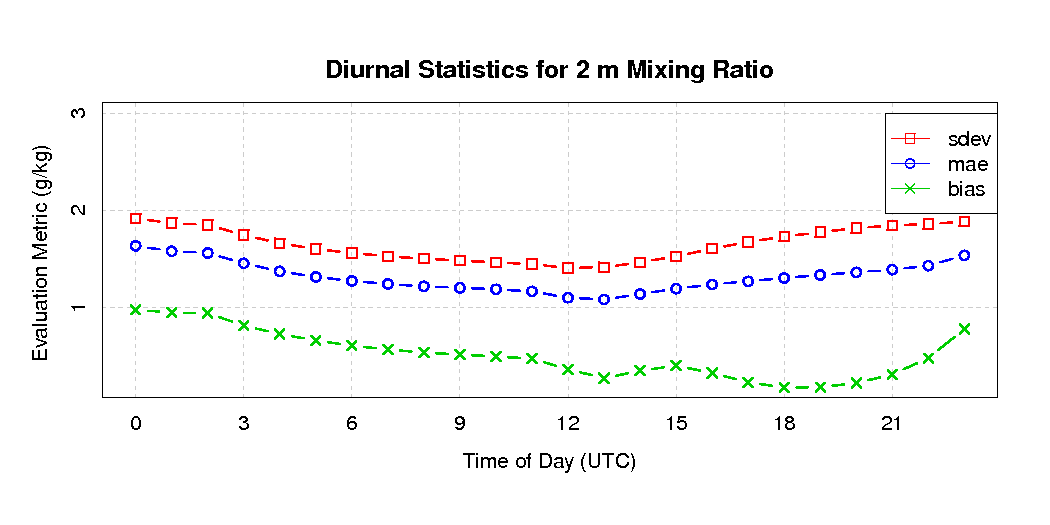 Diurnal Statistics for 2 m Mixing Ratio
Evaluation Metric (g/kg)
3
2
1
sdev
mae
bias
0 3 6 9 12 15 18 21
Time of Day (UTC)